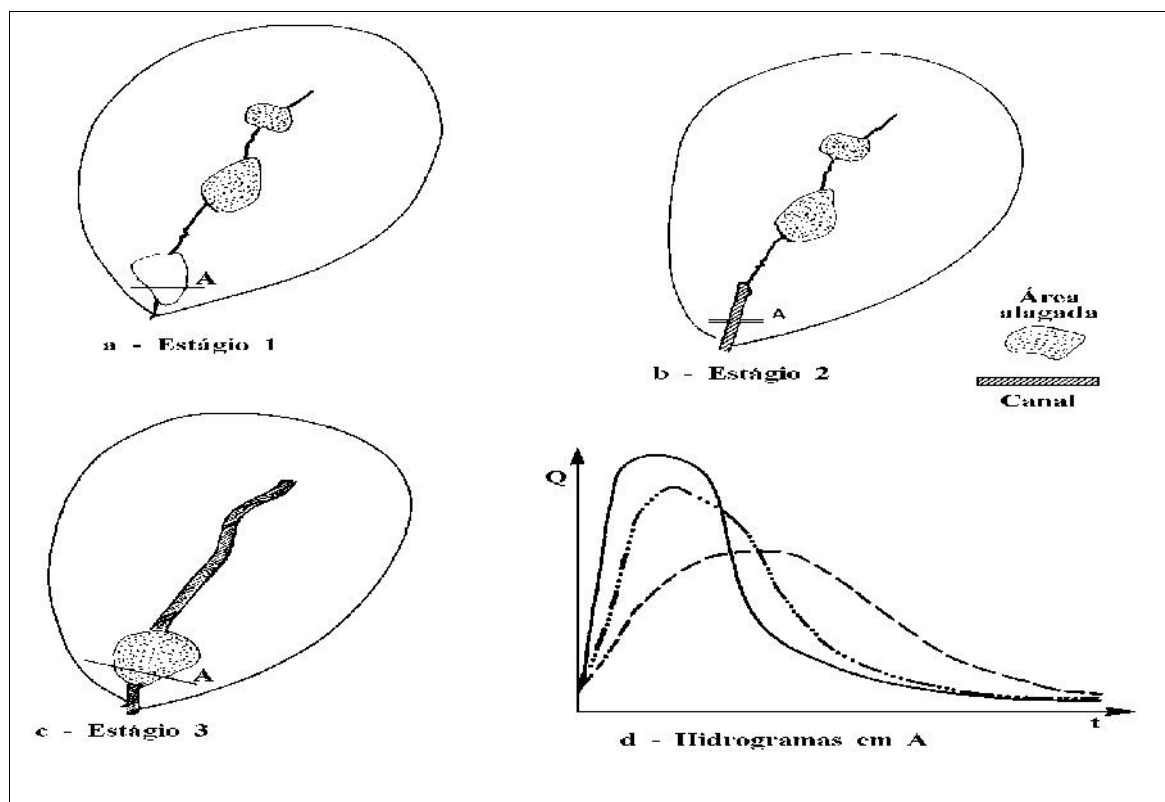 A
a - Estágio 1
A
b - Estágio 2
Área
alagada
Canal
A
c - Estágio 3
Q
t
d - Hidrogramas em A